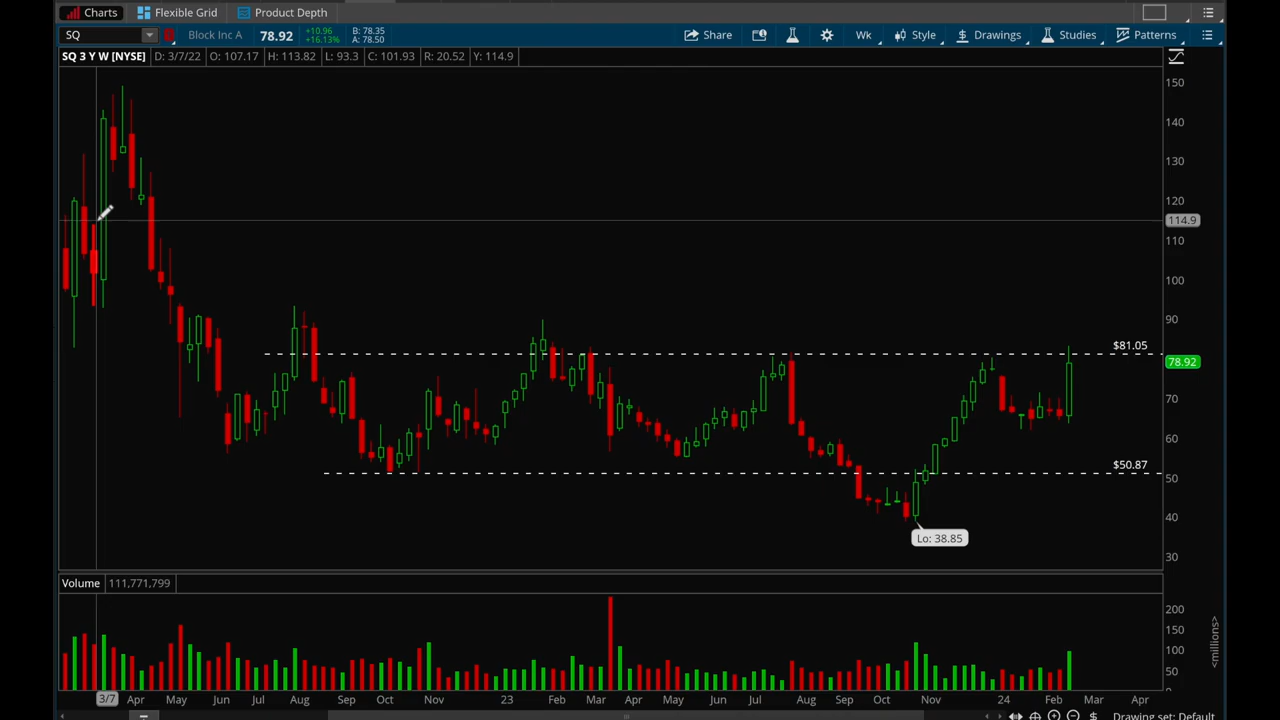 Charts Flexible Grid Product Depth
SQ Block Inc A 78.92 +10.96 +16.13% B: 78.35 A: 78.50 Share Wk Style $ Drawings Studies Patterns
SQ 3 Y W [NYSE] D: 3/7/22 O: 107.17 H: 113.82 L: 93.3 C: 101.93 R: 20.52 Y: 114.9
150
140
130
120
114.9
110
100
90
$81.05
78.92
70
60
$50.87
50
40
Lo: 38.85
30
Volume 111,771,799
200
150
100
50
0
<millions>
3/7 Apr May Jun Jul Aug Sep Oct Nov 23 Feb Mar Apr May Jun Jul Aug Sep Oct Nov 24 Feb Mar Apr
$ Drawing set: Default